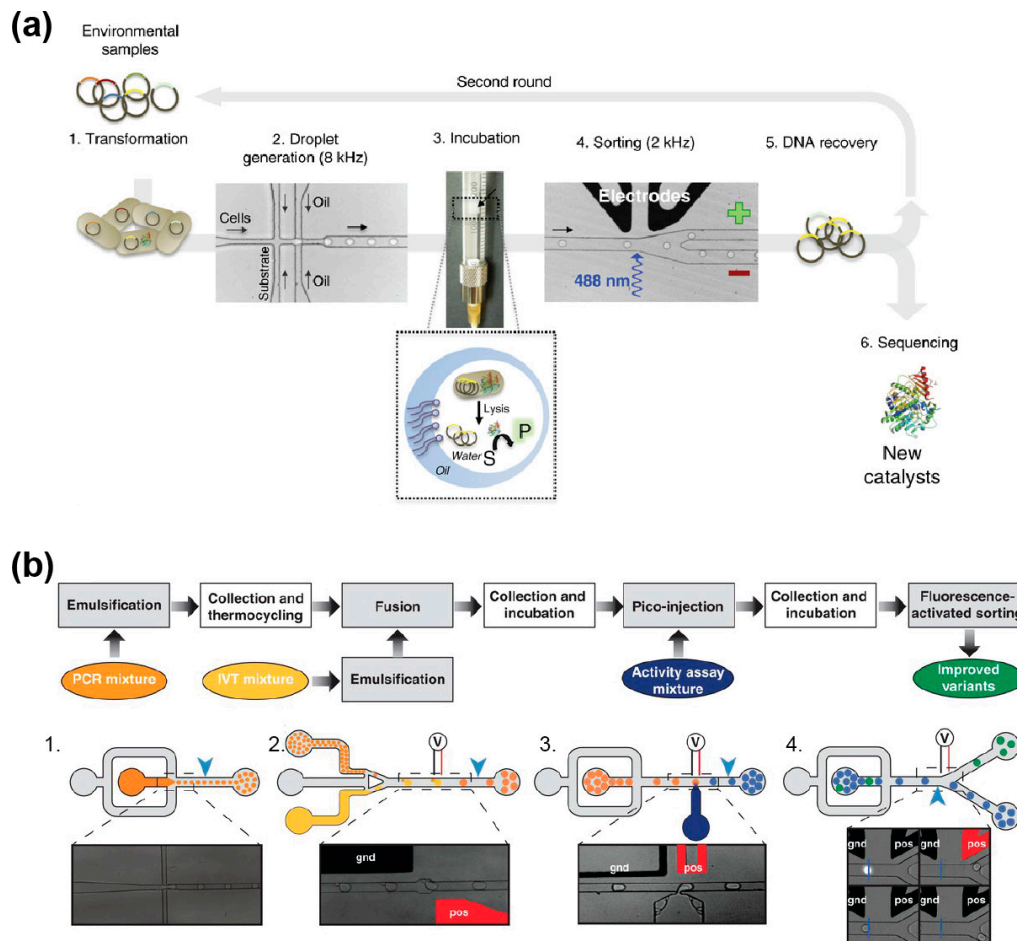 (a)
Environmental
samples
Second round
1. Transformation
2. Droplet
generation (8 kHz)
3. Incubation
4. Sorting (2 kHz)
5. DNA recovery
Cells
Oil
Substrate
Oil
Electrodes
488 nm
6. Sequencing
New
catalysts
Lysis
Water
S
P
Oil
(b)
Emulsification
Collection and
thermocycling
Fusion
Collection and
incubation
Pico-injection
Collection and
incubation
Fluorescence-
activated sorting
PCR mixture
IVT mixture
Emulsification
Activity assay
mixture
Improved
variants
1.
2.
V
3.
V
4.
V
gnd
pos
gnd
pos
gnd
pos
gnd
pos
gnd
pos
gnd
pos